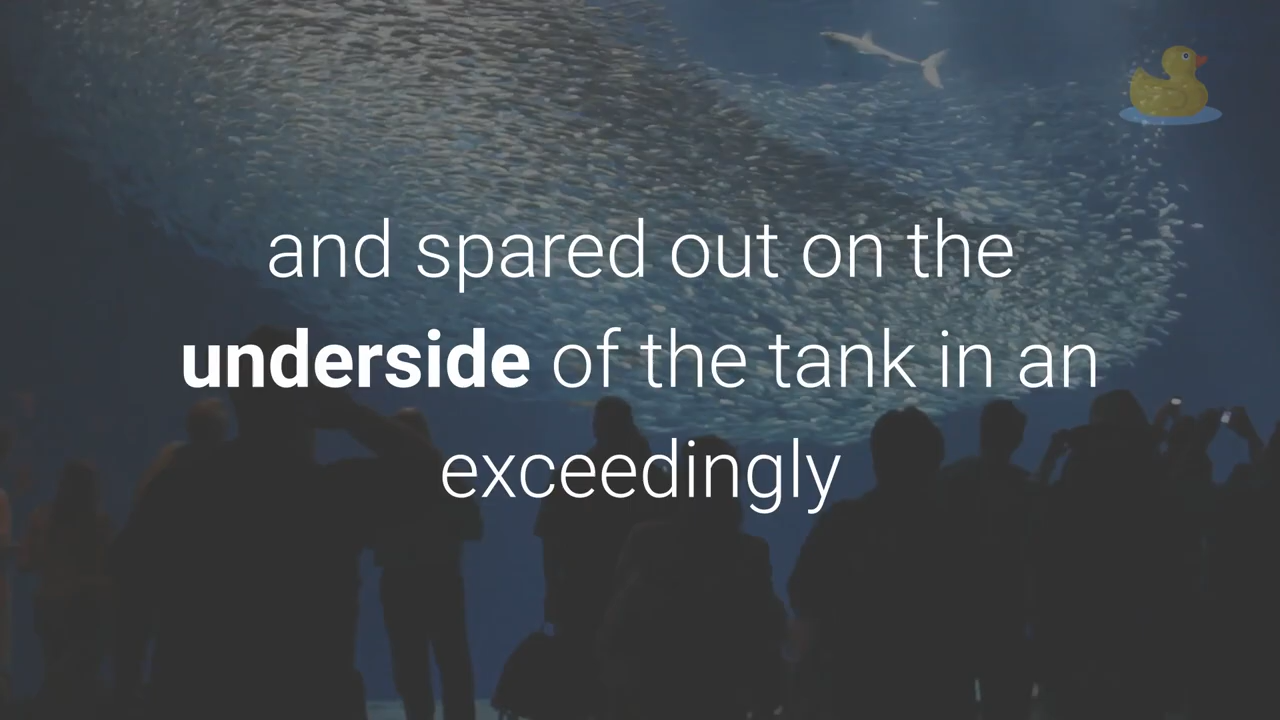 and spared out on the
underside of the tank in an
exceedingly